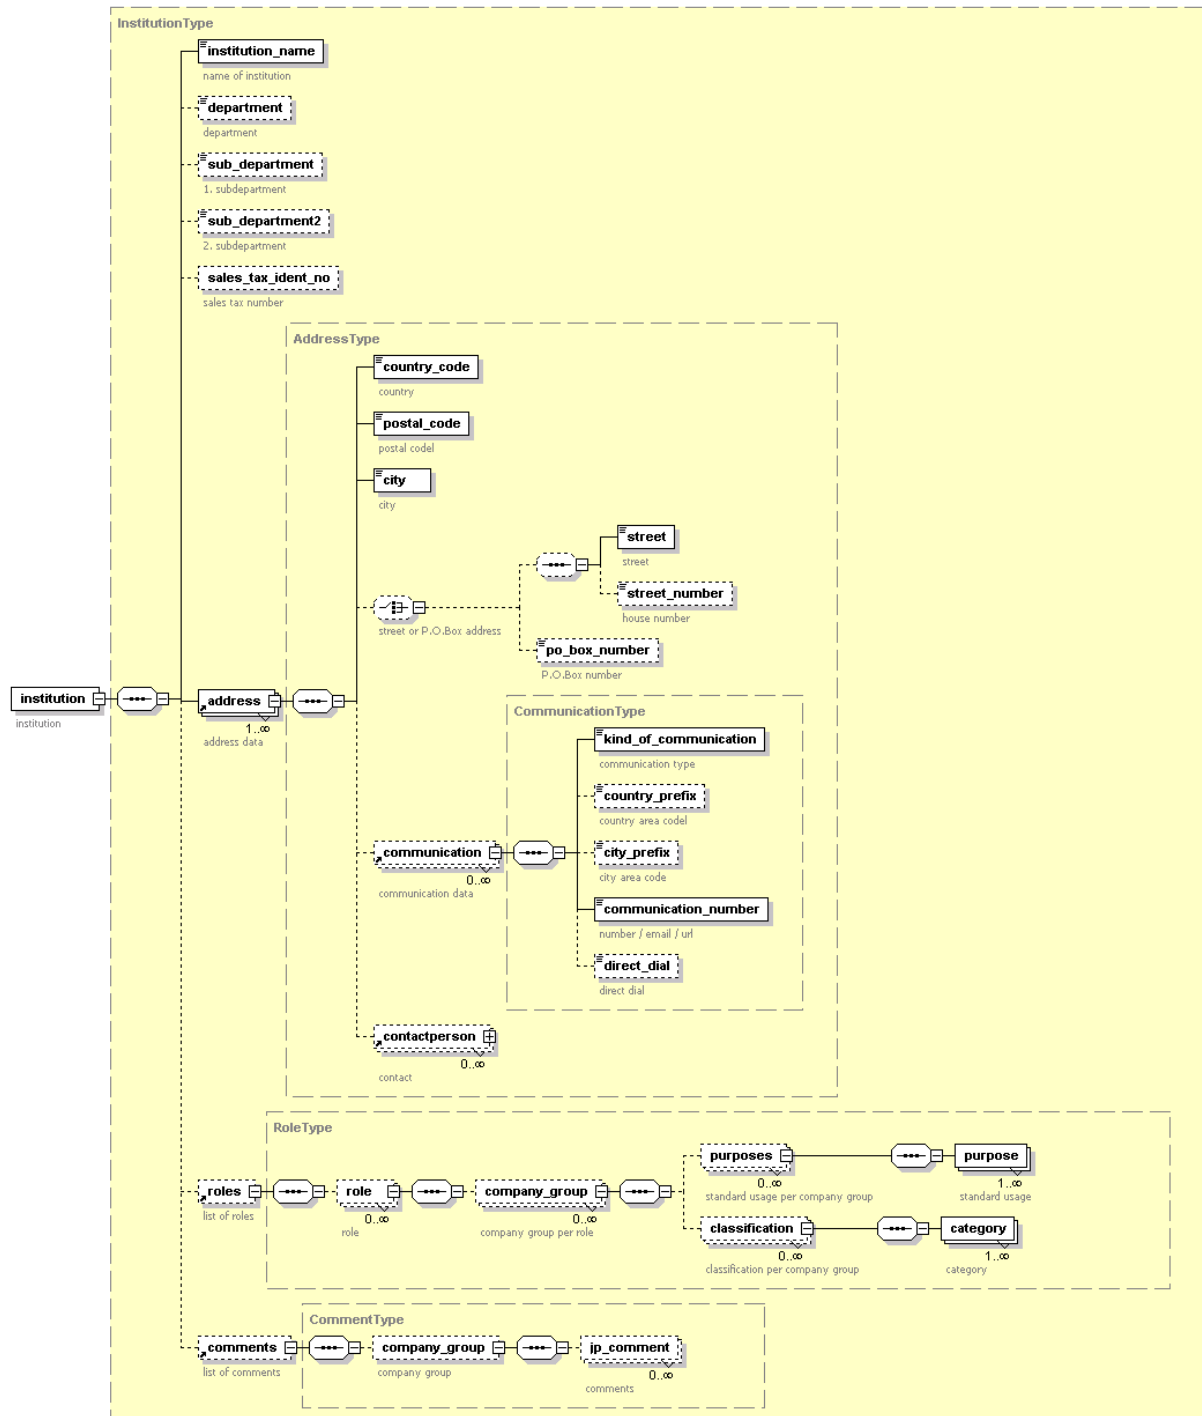 InstitutionType
institution_name
name of institution
department
department
sub_department
1. subdepartment
sub_department2
2. subdepartment
sales_tax_ident_no
sales tax number
AddressType
country_code
country
postal_code
postal codel
city
city
street
street
street_number
house number
street or P.O.Box address
po_box_number
P.O.Box number
institution
institution
address
1..∞
address data
CommunicationType
kind_of_communication
communication type
country_prefix
country area codel
communication
0..∞
communication data
city_prefix
city area code
communication_number
number / email / url
direct_dial
direct dial
contactperson
0..∞
contact
RoleType
roles
list of roles
role
0..∞
role
company_group
0..∞
company group per role
purposes
0..∞
standard usage per company group
purpose
1..∞
standard usage
classification
0..∞
classification per company group
category
1..∞
category
CommentType
comments
list of comments
company_group
company group
jp_comment
0..∞
comments